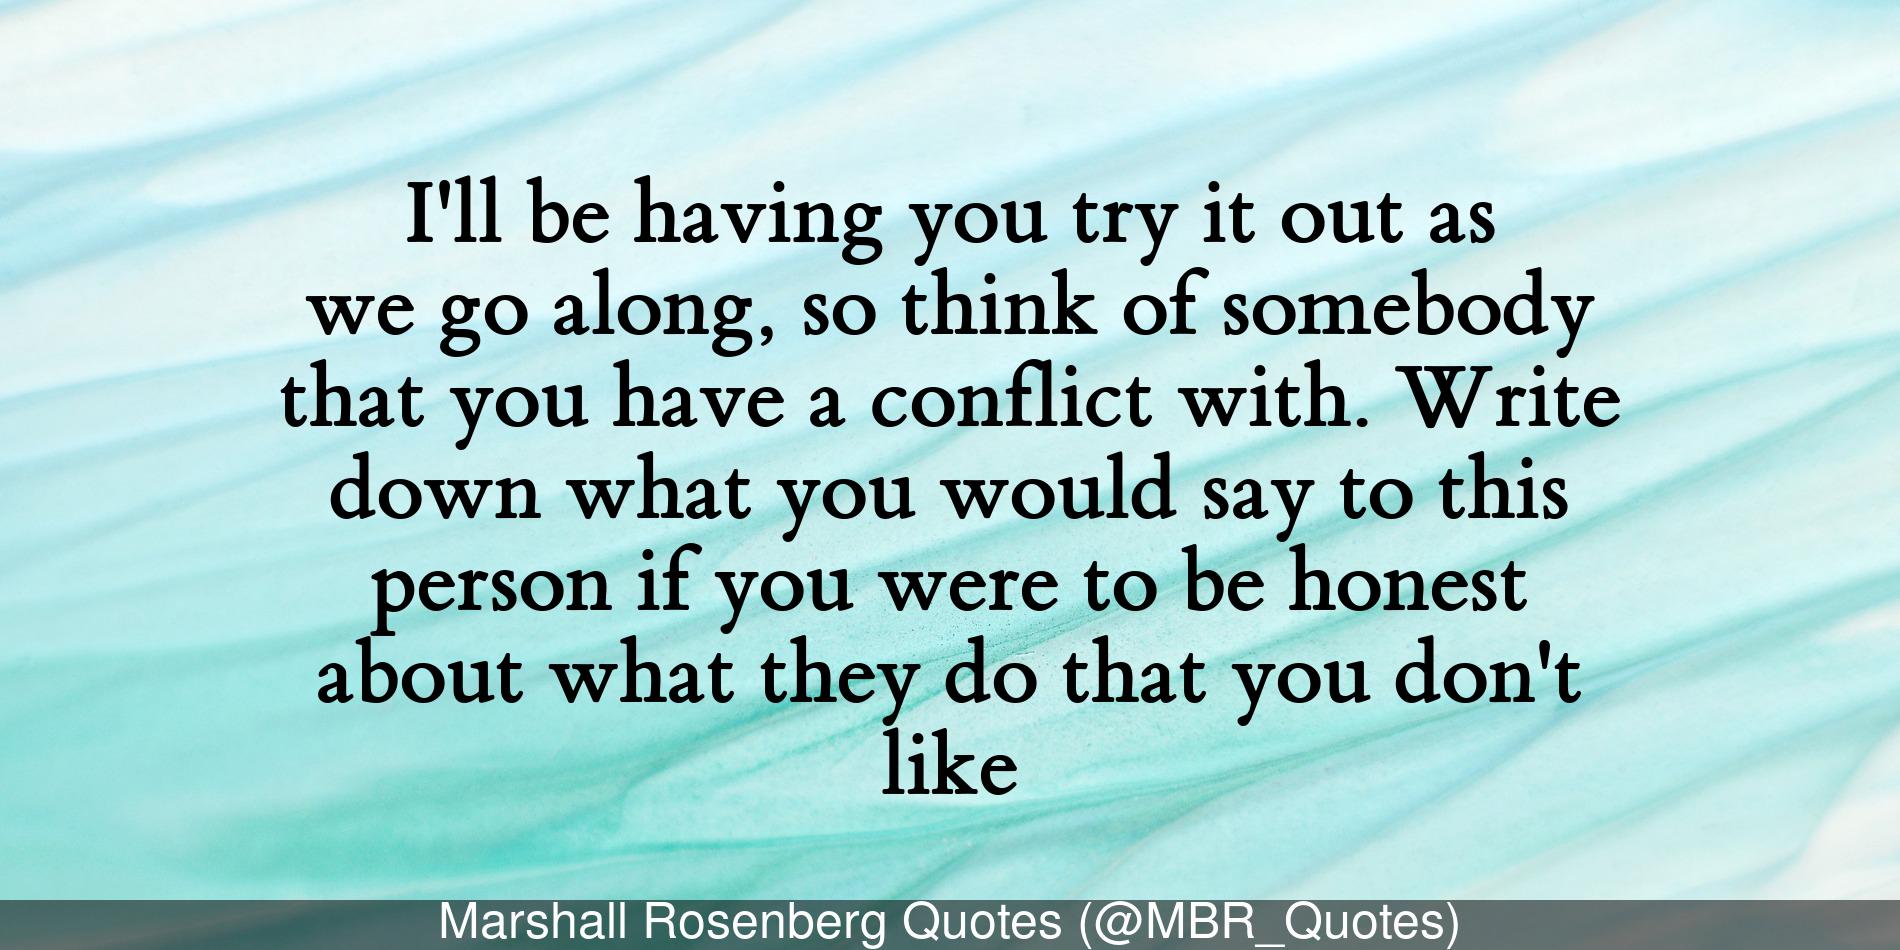 I'll be having you try it out as
we go along, so think of somebody
that you have a conflict with. Write
down what you would say to this
person if you were to be honest
about what they do that you don't
like
Marshall Rosenberg Quotes (@MBR_Quotes)